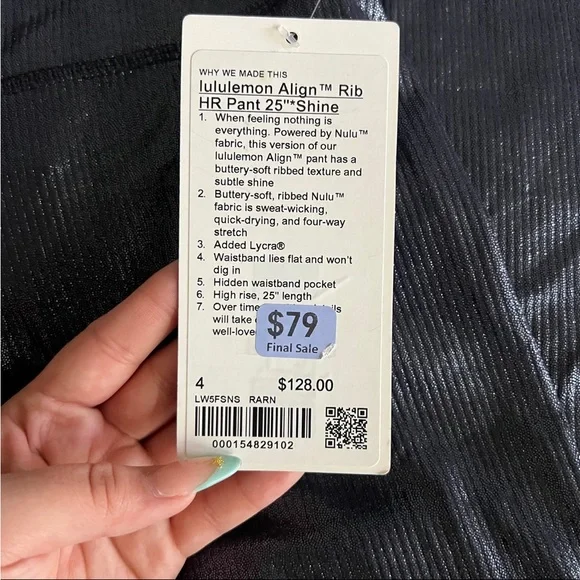 WHY WE MADE THIS
lululemon Align™ Rib
HR Pant 25"*Shine
1. When feeling nothing is
everything. Powered by Nulu™
fabric, this version of our
lululemon Align™ pant has a
buttery-soft ribbed texture and
subtle shine
2. Buttery-soft, ribbed Nulu™
fabric is sweat-wicking,
quick-drying, and four-way
stretch
3. Added Lycra®
4. Waistband lies flat and won't
dig in
5. Hidden waistband pocket
6. High rise, 25" length
7. Over time
will take
well-love
$79
Final Sale
4 $128.00
LW5FSNS RARN
000154829102